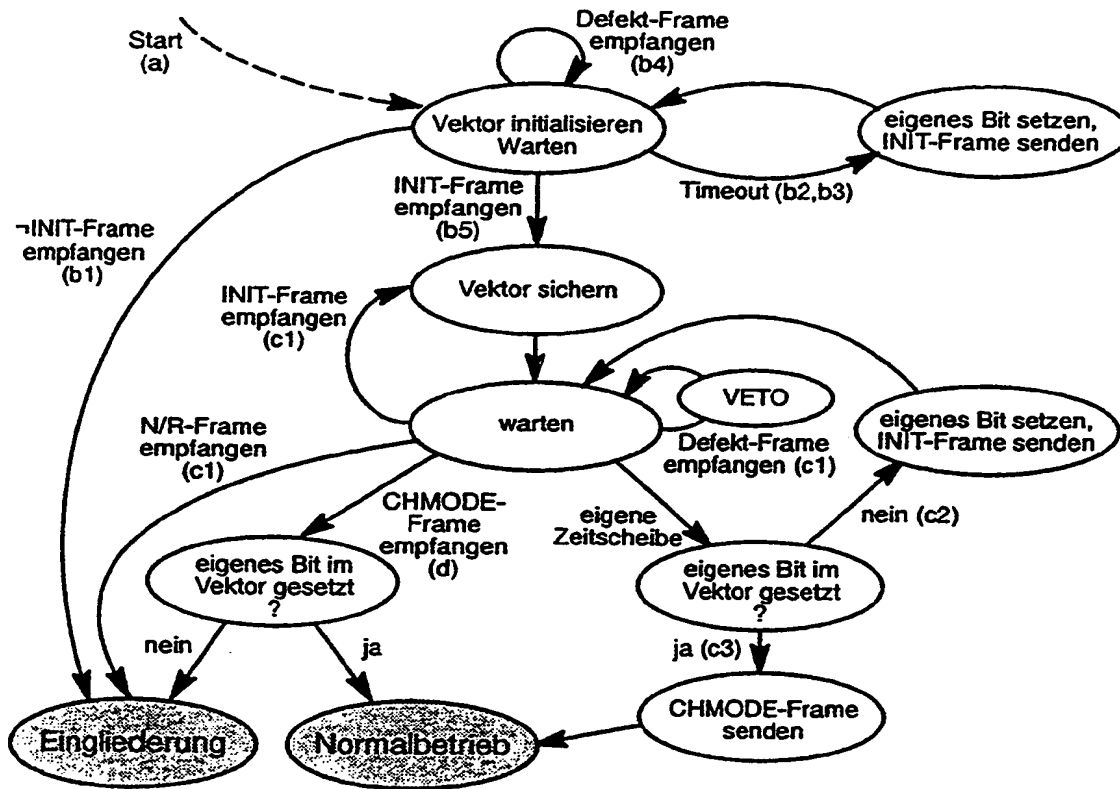 Start
(a)
Defekt-Frame
empfangen
(b4)
Vektor initialisieren
Warten
eigenes Bit setzen,
INIT-Frame senden
Timeout (b2,b3)
INIT-Frame
empfangen
(b5)
¬INIT-Frame
empfangen
(b1)
Vektor sichern
INIT-Frame
empfangen
(c1)
warten
VETO
Defekt-Frame
empfangen (c1)
eigenes Bit setzen,
INIT-Frame senden
N/R-Frame
empfangen
(c1)
CHMODE-
Frame
empfangen
(d)
eigene
Zeitscheibe
nein (c2)
eigenes Bit im
Vektor gesetzt
?
eigenes Bit im
Vektor gesetzt
?
nein
ja
ja (c3)
CHMODE-Frame
senden
Eingliederung
Normalbetrieb